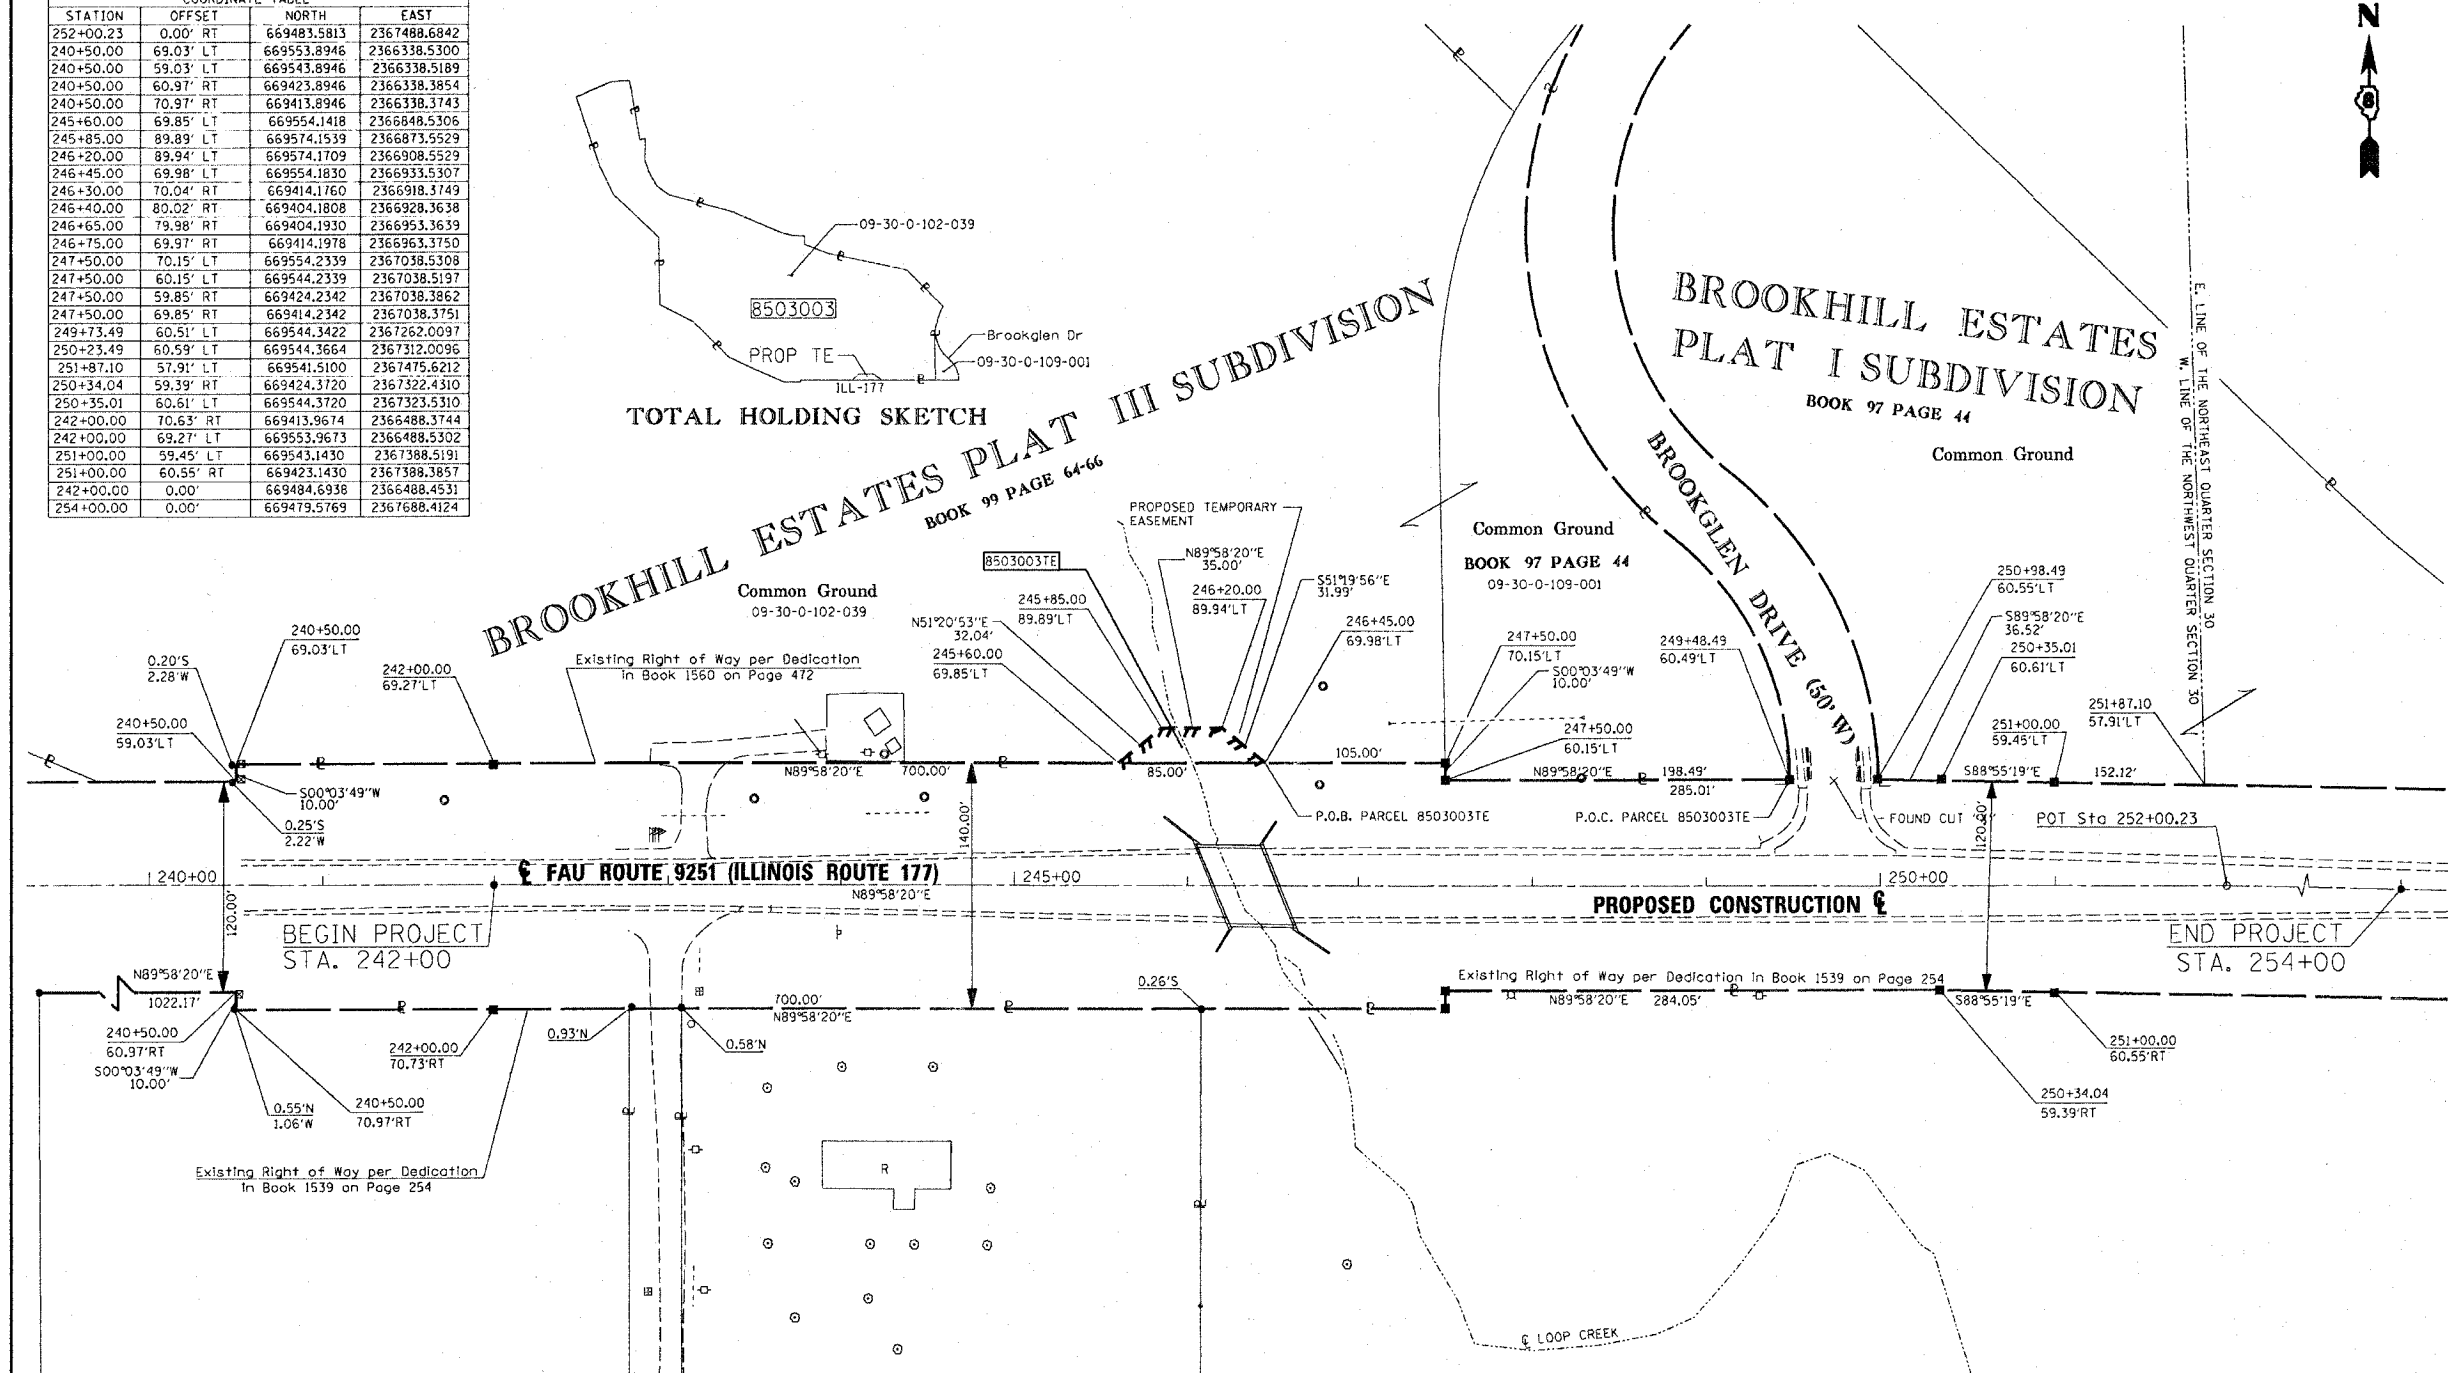 COORDINATE TABLE
STATION OFFSET NORTH EAST
252+00.23 0.00' RT 669483.5813 2367488.6842
240+50.00 69.03' LT 669553.8946 2366338.5300
240+50.00 59.03' LT 669543.8946 2366338.5189
240+50.00 60.97' RT 669423.8946 2366338.3854
240+50.00 70.97' RT 669413.8946 2366338.3743
245+60.00 69.85' LT 669554.1418 2366848.5306
245+85.00 89.89' LT 669574.1539 2366873.5529
246+20.00 89.94' LT 669574.1709 2366908.5529
246+45.00 69.98' LT 669554.1830 2366933.5307
246+30.00 70.04' RT 669414.1760 2366918.3749
246+40.00 80.02' RT 669404.1808 2366928.3638
246+65.00 79.98' RT 669404.1930 2366953.3639
246+75.00 69.97' RT 669414.1978 2366963.3750
247+50.00 70.15' LT 669554.2339 2367038.5308
247+50.00 60.15' LT 669544.2339 2367038.5197
247+50.00 59.85' RT 669424.2342 2367038.3862
247+50.00 69.85' RT 669414.2342 2367038.3751
249+73.49 60.51' LT 669544.3422 2367262.0097
250+23.49 60.59' LT 669544.3664 2367312.0096
251+87.10 57.91' LT 669541.5100 2367475.6212
250+34.04 59.39' RT 669424.3720 2367322.4310
250+35.01 60.61' LT 669544.3720 2367323.5310
242+00.00 70.63' RT 669413.9674 2366488.3744
242+00.00 69.27' LT 669553.9673 2366488.5302
251+00.00 59.45' LT 669543.1430 2367388.5191
251+00.00 60.55' RT 669423.1430 2367388.3857
242+00.00 0.00' 669484.6938 2366488.4531
254+00.00 0.00' 669479.5769 2367688.4124
N
8
09-30-0-102-039
8503003
PROP TE
Brookglen Dr
09-30-0-109-001
ILL-177
TOTAL HOLDING SKETCH
BROOKHILL ESTATES PLAT III SUBDIVISION
BOOK 99 PAGE 64-66
BROOKHILL ESTATES
PLAT I SUBDIVISION
BOOK 97 PAGE 44
Common Ground
E. LINE OF THE NORTHEAST QUARTER SECTION 30
W. LINE OF THE NORTHWEST QUARTER SECTION 30
BROOKGLEN DRIVE (50' W)
PROPOSED TEMPORARY
EASEMENT
Common Ground
BOOK 97 PAGE 44
09-30-0-109-001
8503003TE
N89°58'20"E
35.00'
Common Ground
09-30-0-102-039
245+85.00
89.89'LT
246+20.00
89.94'LT
S51°19'56"E
31.99'
N51°20'53"E
32.04'
246+45.00
69.98'LT
245+60.00
69.85'LT
250+98.49
60.55'LT
S89°58'20"E
36.52'
250+35.01
60.61'LT
240+50.00
69.03'LT
0.20'S
2.28'W
242+00.00
69.27'LT
Existing Right of Way per Dedication
in Book 1560 on Page 472
247+50.00
70.15'LT
S00°03'49"W
10.00'
249+48.49
60.49'LT
240+50.00
59.03'LT
247+50.00
60.15'LT
251+00.00
59.45'LT
251+87.10
57.91'LT
N89°58'20"E 700.00'
85.00'
105.00'
N89°58'20"E 198.49'
285.01'
S88°55'19"E 152.12'
S00°03'49"W
10.00'
0.25'S
2.22'W
P.O.B. PARCEL 8503003TE
P.O.C. PARCEL 8503003TE
FOUND CUT
POT Sta 252+00.23
120.00'
140.00'
120.00'
240+00
℄ FAU ROUTE 9251 (ILLINOIS ROUTE 177)
N89°58'20"E
245+00
250+00
PROPOSED CONSTRUCTION ℄
BEGIN PROJECT
STA. 242+00
END PROJECT
STA. 254+00
N89°58'20"E
1022.17'
700.00'
N89°58'20"E
0.26'S
Existing Right of Way per Dedication in Book 1539 on Page 254
N89°58'20"E 284.05'
S88°55'19"E
240+50.00
60.97'RT
S00°03'49"W
10.00'
242+00.00
70.73'RT
0.93'N
0.58'N
251+00.00
60.55'RT
0.55'N
1.06'W
240+50.00
70.97'RT
250+34.04
59.39'RT
Existing Right of Way per Dedication
in Book 1539 on Page 254
R
℄ LOOP CREEK